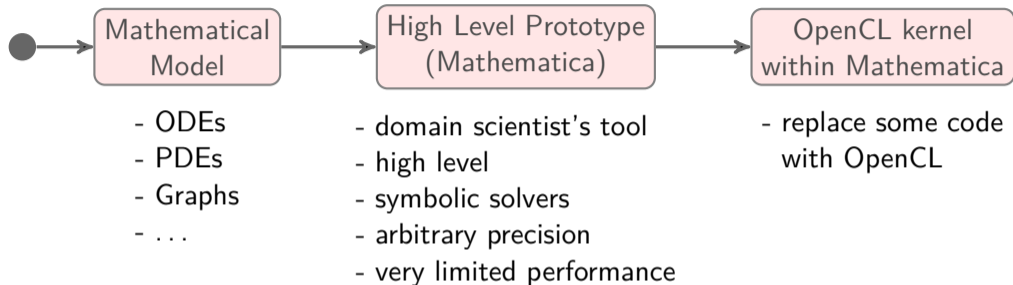 Mathematical
Model
High Level Prototype
(Mathematica)
OpenCL kernel
within Mathematica
- ODEs
- PDEs
- Graphs
- ...
- domain scientist's tool
- high level
- symbolic solvers
- arbitrary precision
- very limited performance
- replace some code
with OpenCL